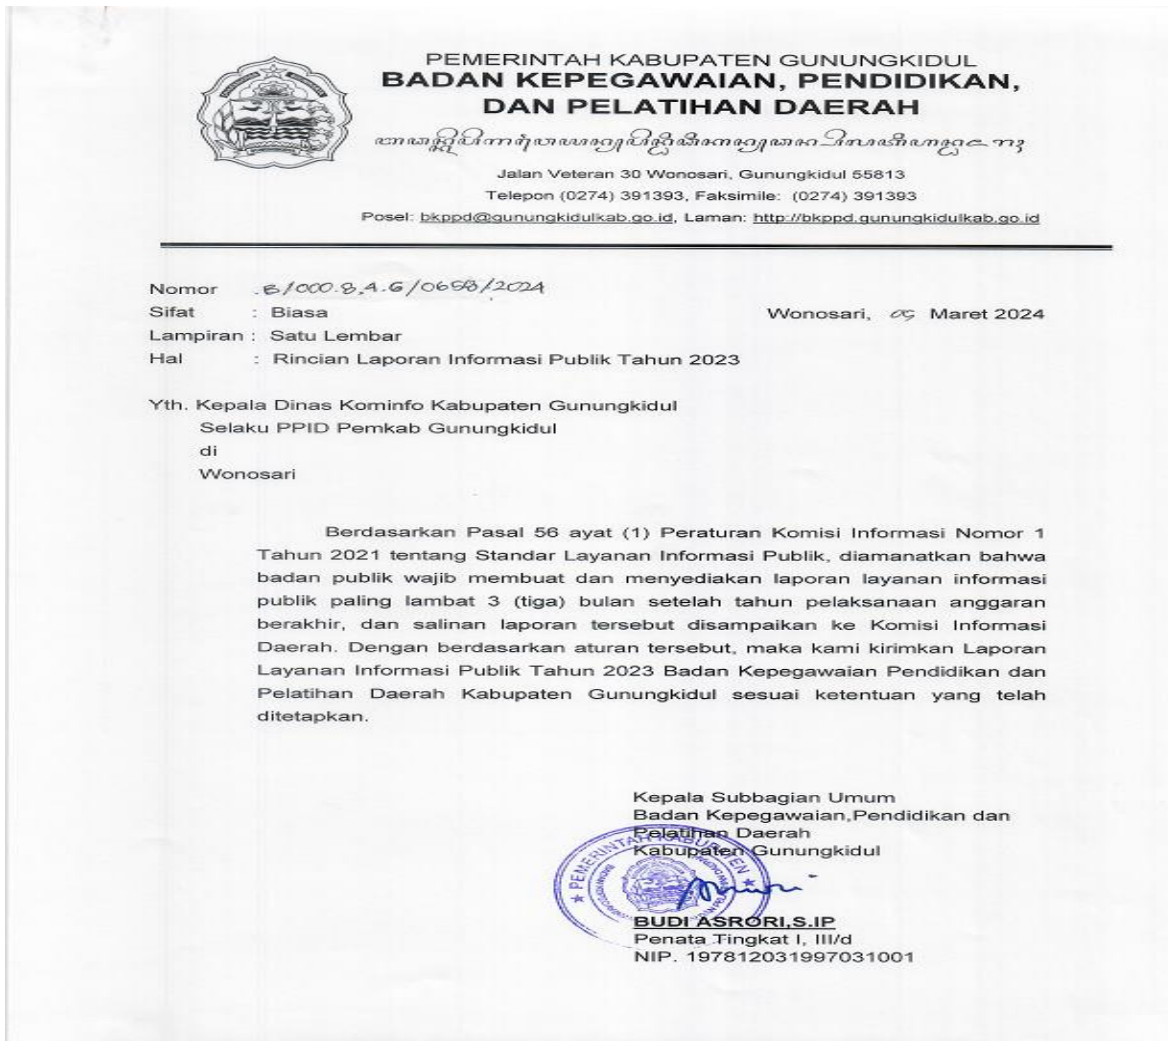 PEMERINTAH KABUPATEN GUNUNGKIDUL
BADAN KEPEGAWAIAN, PENDIDIKAN,
DAN PELATIHAN DAERAH
Jalan Veteran 30 Wonosari, Gunungkidul 55813
Telepon (0274) 391393, Faksimile: (0274) 391393
Posel: bkppd@gunungkidulkab.go.id, Laman: http://bkppd.gunungkidulkab.go.id
Nomor : B/000.8.4.6/0658/2024
Sifat : Biasa
Wonosari, 05 Maret 2024
Lampiran : Satu Lembar
Hal : Rincian Laporan Informasi Publik Tahun 2023
Yth. Kepala Dinas Kominfo Kabupaten Gunungkidul
Selaku PPID Pemkab Gunungkidul
di
Wonosari
Berdasarkan Pasal 56 ayat (1) Peraturan Komisi Informasi Nomor 1
Tahun 2021 tentang Standar Layanan Informasi Publik, diamanatkan bahwa
badan publik wajib membuat dan menyediakan laporan layanan informasi
publik paling lambat 3 (tiga) bulan setelah tahun pelaksanaan anggaran
berakhir, dan salinan laporan tersebut disampaikan ke Komisi Informasi
Daerah. Dengan berdasarkan aturan tersebut, maka kami kirimkan Laporan
Layanan Informasi Publik Tahun 2023 Badan Kepegawaian Pendidikan dan
Pelatihan Daerah Kabupaten Gunungkidul sesuai ketentuan yang telah
ditetapkan.
Kepala Subbagian Umum
Badan Kepegawaian,Pendidikan dan
Pelatihan Daerah
Kabupaten Gunungkidul
PEMERINTAH KABUPATEN
BUDI ASRORI,S.IP
Penata Tingkat I, III/d
NIP. 197812031997031001